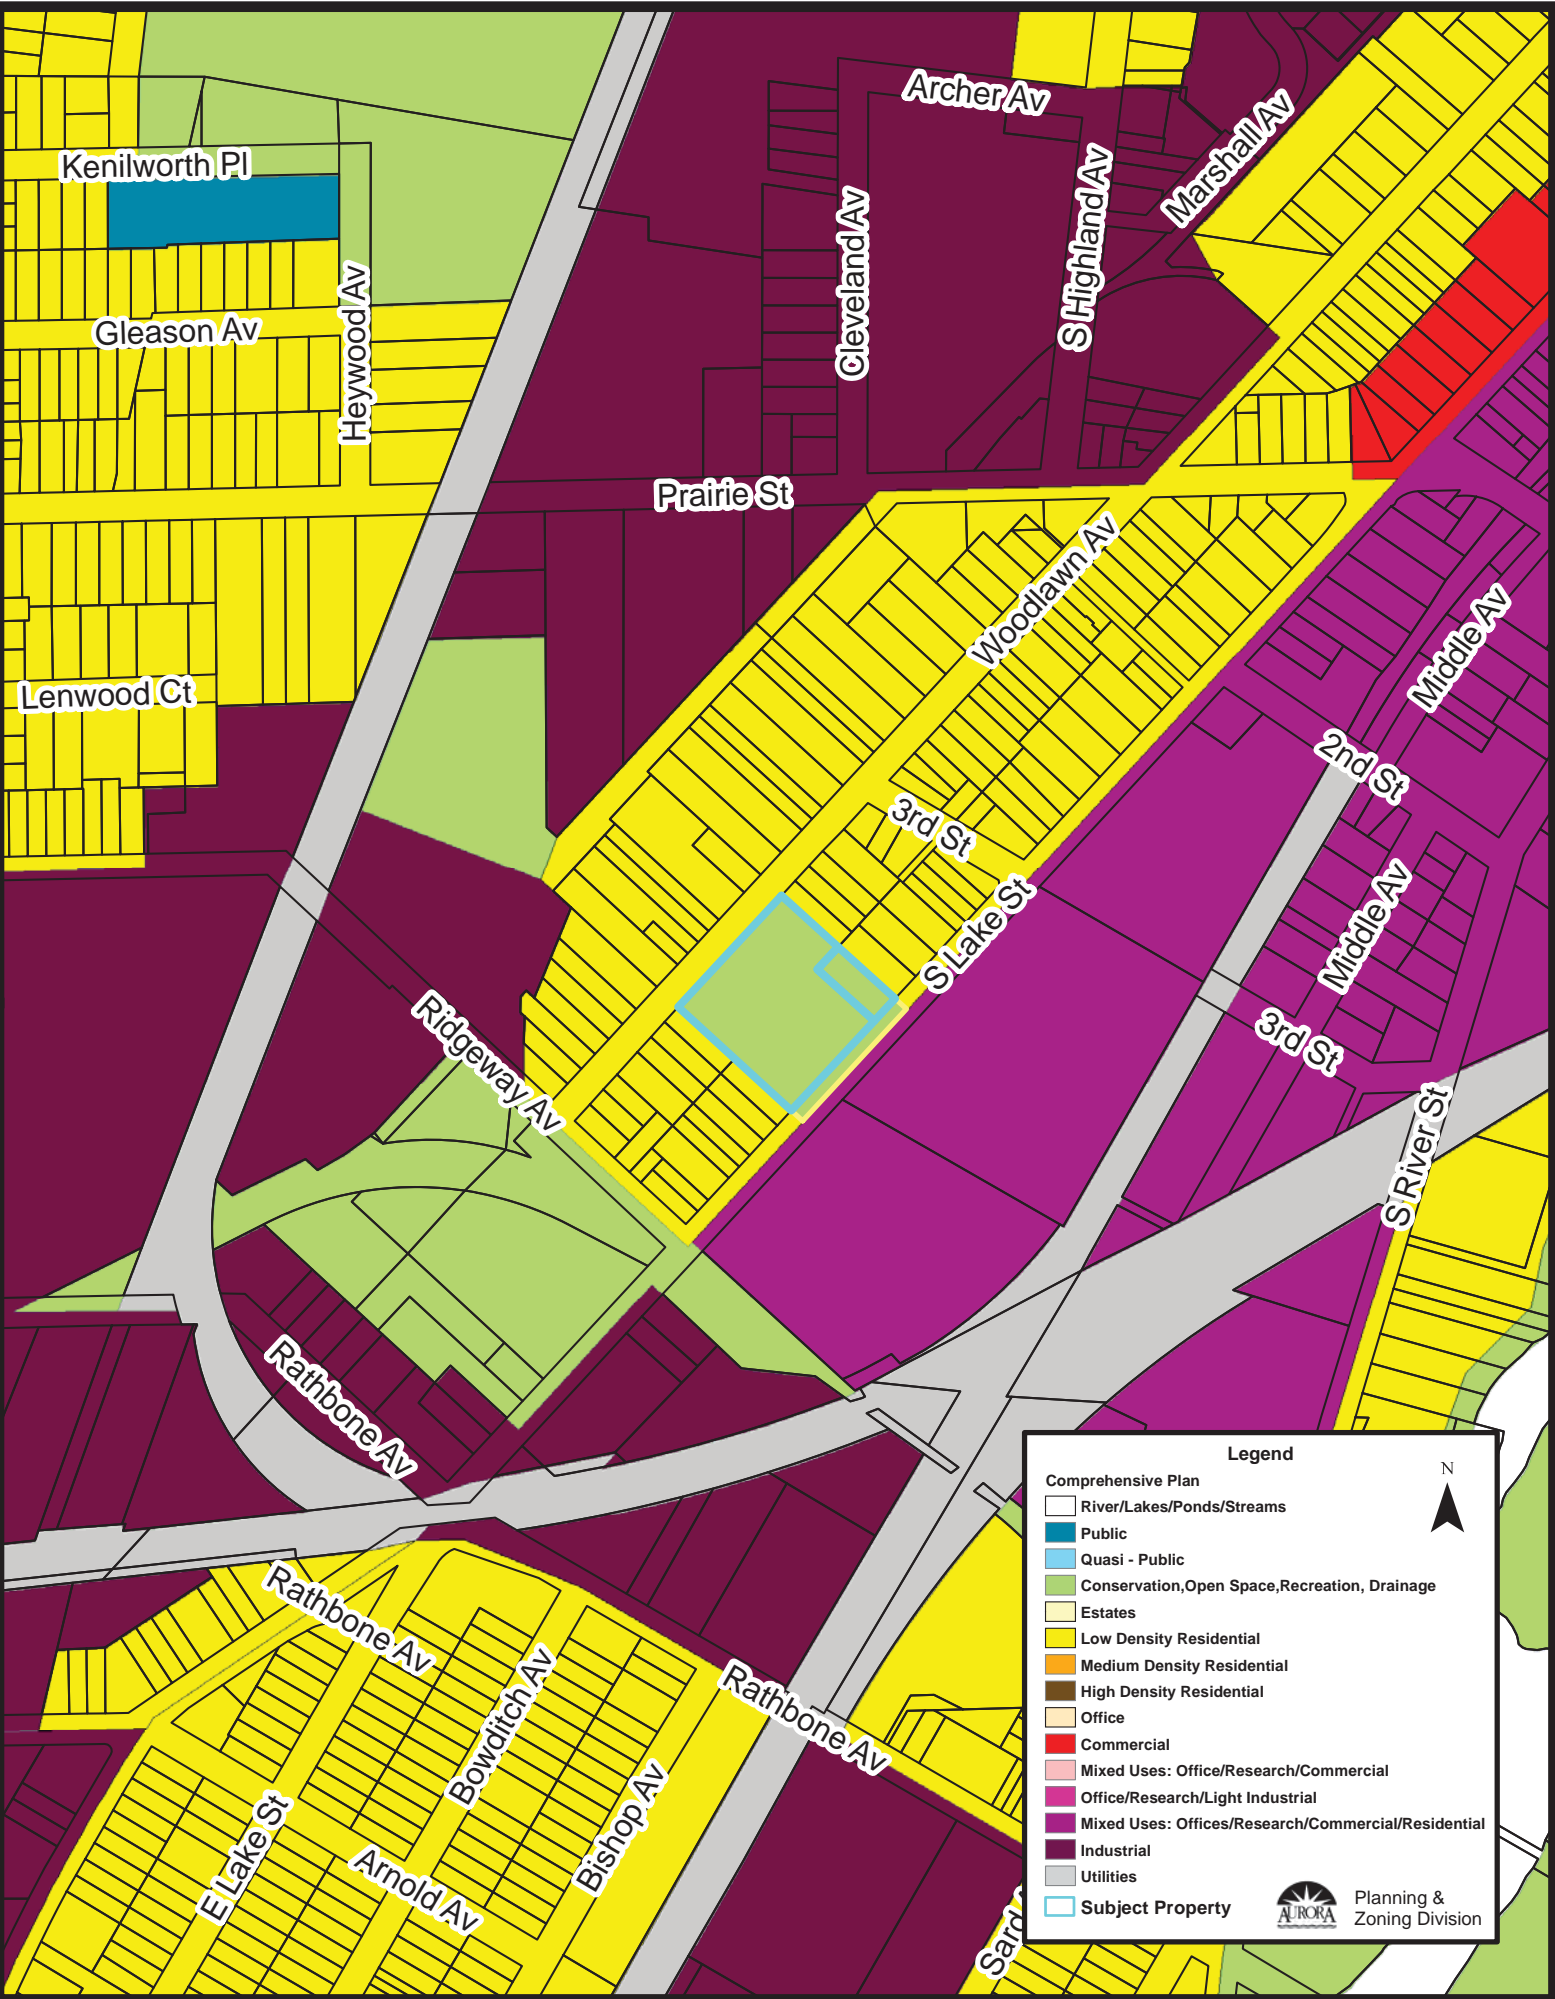 Archer Av
Marshall Av
Kenilworth Pl
S Highland Av
Cleveland Av
Heywood Av
Gleason Av
Prairie St
Woodlawn Av
Middle Av
Lenwood Ct
2nd St
3rd St
Middle Av
S Lake St
Ridgeway Av
3rd St
S River St
Rathbone Av
Rathbone Av
Rathbone Av
Bowditch Av
Bishop Av
E Lake St
Arnold Av
Legend
Comprehensive Plan
N
River/Lakes/Ponds/Streams
Public
Quasi - Public
Conservation,Open Space,Recreation, Drainage
Estates
Low Density Residential
Medium Density Residential
High Density Residential
Office
Commercial
Mixed Uses: Office/Research/Commercial
Office/Research/Light Industrial
Mixed Uses: Offices/Research/Commercial/Residential
Industrial
Utilities
Subject Property
AURORA
Planning &
Zoning Division